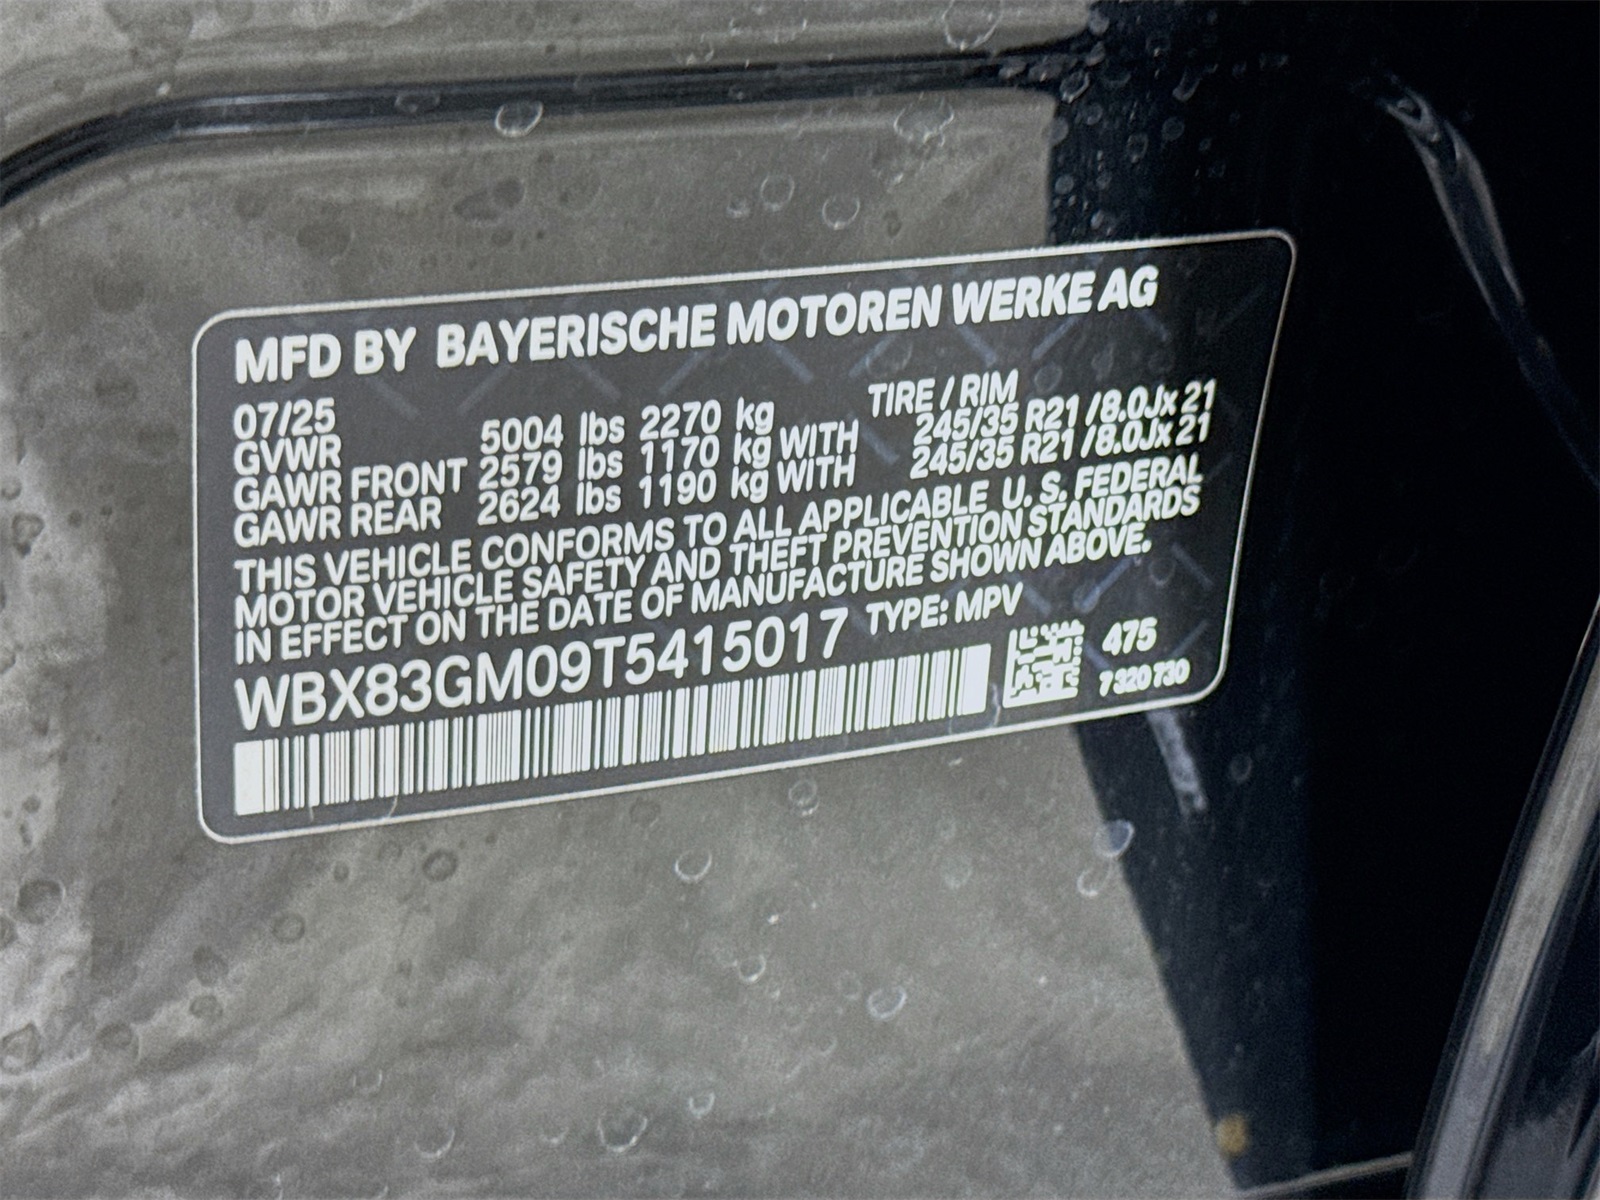 MFD BY BAYERISCHE MOTOREN WERKE AG
07/25
TIRE / RIM
GVWR 5004 lbs 2270 kg
GAWR FRONT 2579 lbs 1170 kg WITH 245/35 R21 /8.0Jx 21
GAWR REAR 2624 lbs 1190 kg WITH 245/35 R21 /8.0Jx 21
THIS VEHICLE CONFORMS TO ALL APPLICABLE U. S. FEDERAL
MOTOR VEHICLE SAFETY AND THEFT PREVENTION STANDARDS
IN EFFECT ON THE DATE OF MANUFACTURE SHOWN ABOVE.
WBX83GM09T5415017 TYPE: MPV
475
7 320 730